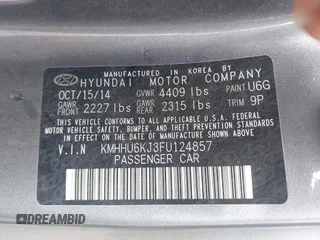 MANUFACTURED IN KOREA BY
HYUNDAI MOTOR COMPANY
OCT/15/14 GVWR 4409 lbs PAINT U6G
GAWR FRONT 2227 lbs GAWR REAR 2315 lbs TRIM 9P
THIS VEHICLE CONFORMS TO ALL APPLICABLE
U.S.A. FEDERAL MOTOR VEHICLE SAFETY, BUMPER,
AND THEFT PREVENTION STANDARDS IN EFFECT ON
THE DATE OF MANUFACTURE SHOWN ABOVE.
V.I.N KMHHU6KJ3FU124857
PASSENGER CAR
DREAMBID